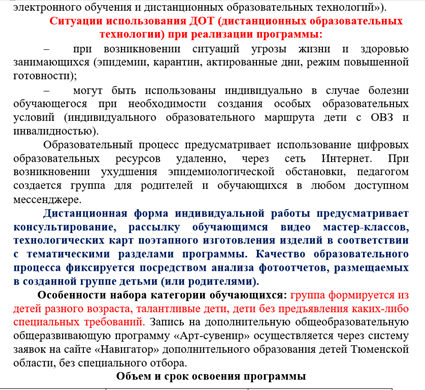 электронного обучения и дистанционных образовательных технологий»).
Ситуации использования ДОТ (дистанционных образовательных
технологии) при реализации программы:
– при возникновении ситуаций угрозы жизни и здоровью
занимающихся (эпидемии, карантин, актированные дни, режим повышенной
готовности);
– могут быть использованы индивидуально в случае болезни
обучающегося при необходимости создания особых образовательных
условий (индивидуального образовательного маршрута дети с ОВЗ и
инвалидностью).
Образовательный процесс предусматривает использование цифровых
образовательных ресурсов удаленно, через сеть Интернет. При
возникновении ухудшения эпидемиологической обстановки, педагогом
создается группа для родителей и обучающихся в любом доступном
мессенджере.
Дистанционная форма индивидуальной работы предусматривает
консультирование, рассылку обучающимся видео мастер-классов,
технологических карт поэтапного изготовления изделий в соответствии
с тематическими разделами программы. Качество образовательного
процесса фиксируется посредством анализа фотоотчетов, размещаемых
в созданной группе детьми (или родителями).
Особенности набора категории обучающихся: группа формируется из
детей разного возраста, талантливые дети, дети без предъявления каких-либо
специальных требований. Запись на дополнительную общеобразовательную
общеразвивающую программу «Арт-сувенир» осуществляется через систему
заявок на сайте «Навигатор» дополнительного образования детей Тюменской
области, без специального отбора.
Объем и срок освоения программы